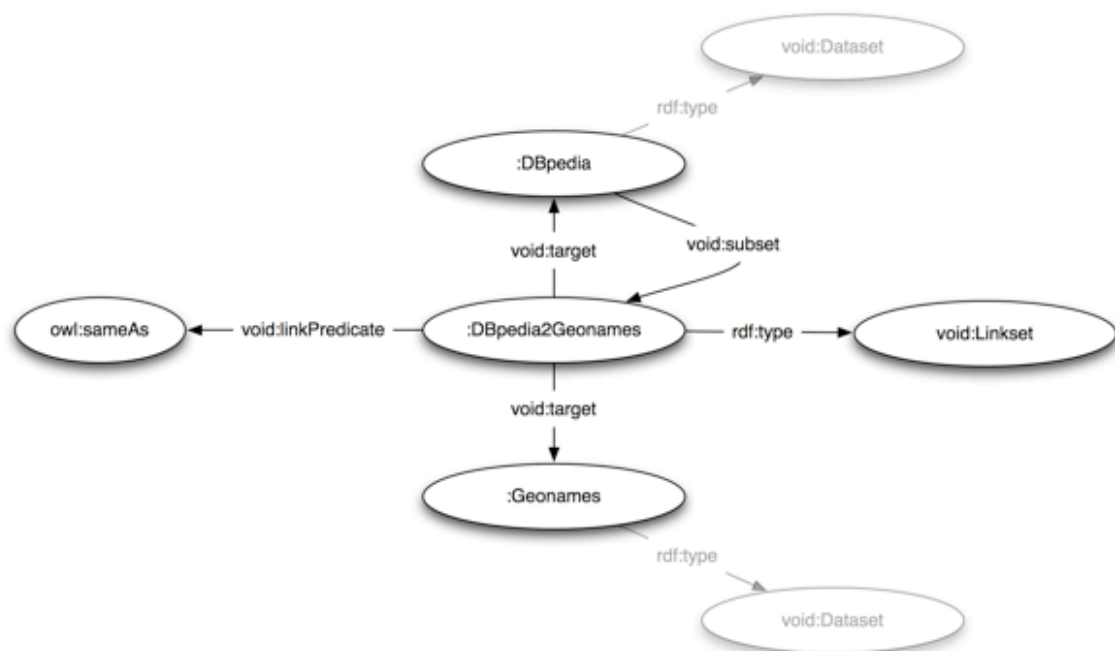 void:Dataset
rdf:type
:DBpedia
void:target
void:subset
owl:sameAs
void:linkPredicate
:DBpedia2Geonames
rdf:type
void:Linkset
void:target
:Geonames
rdf:type
void:Dataset